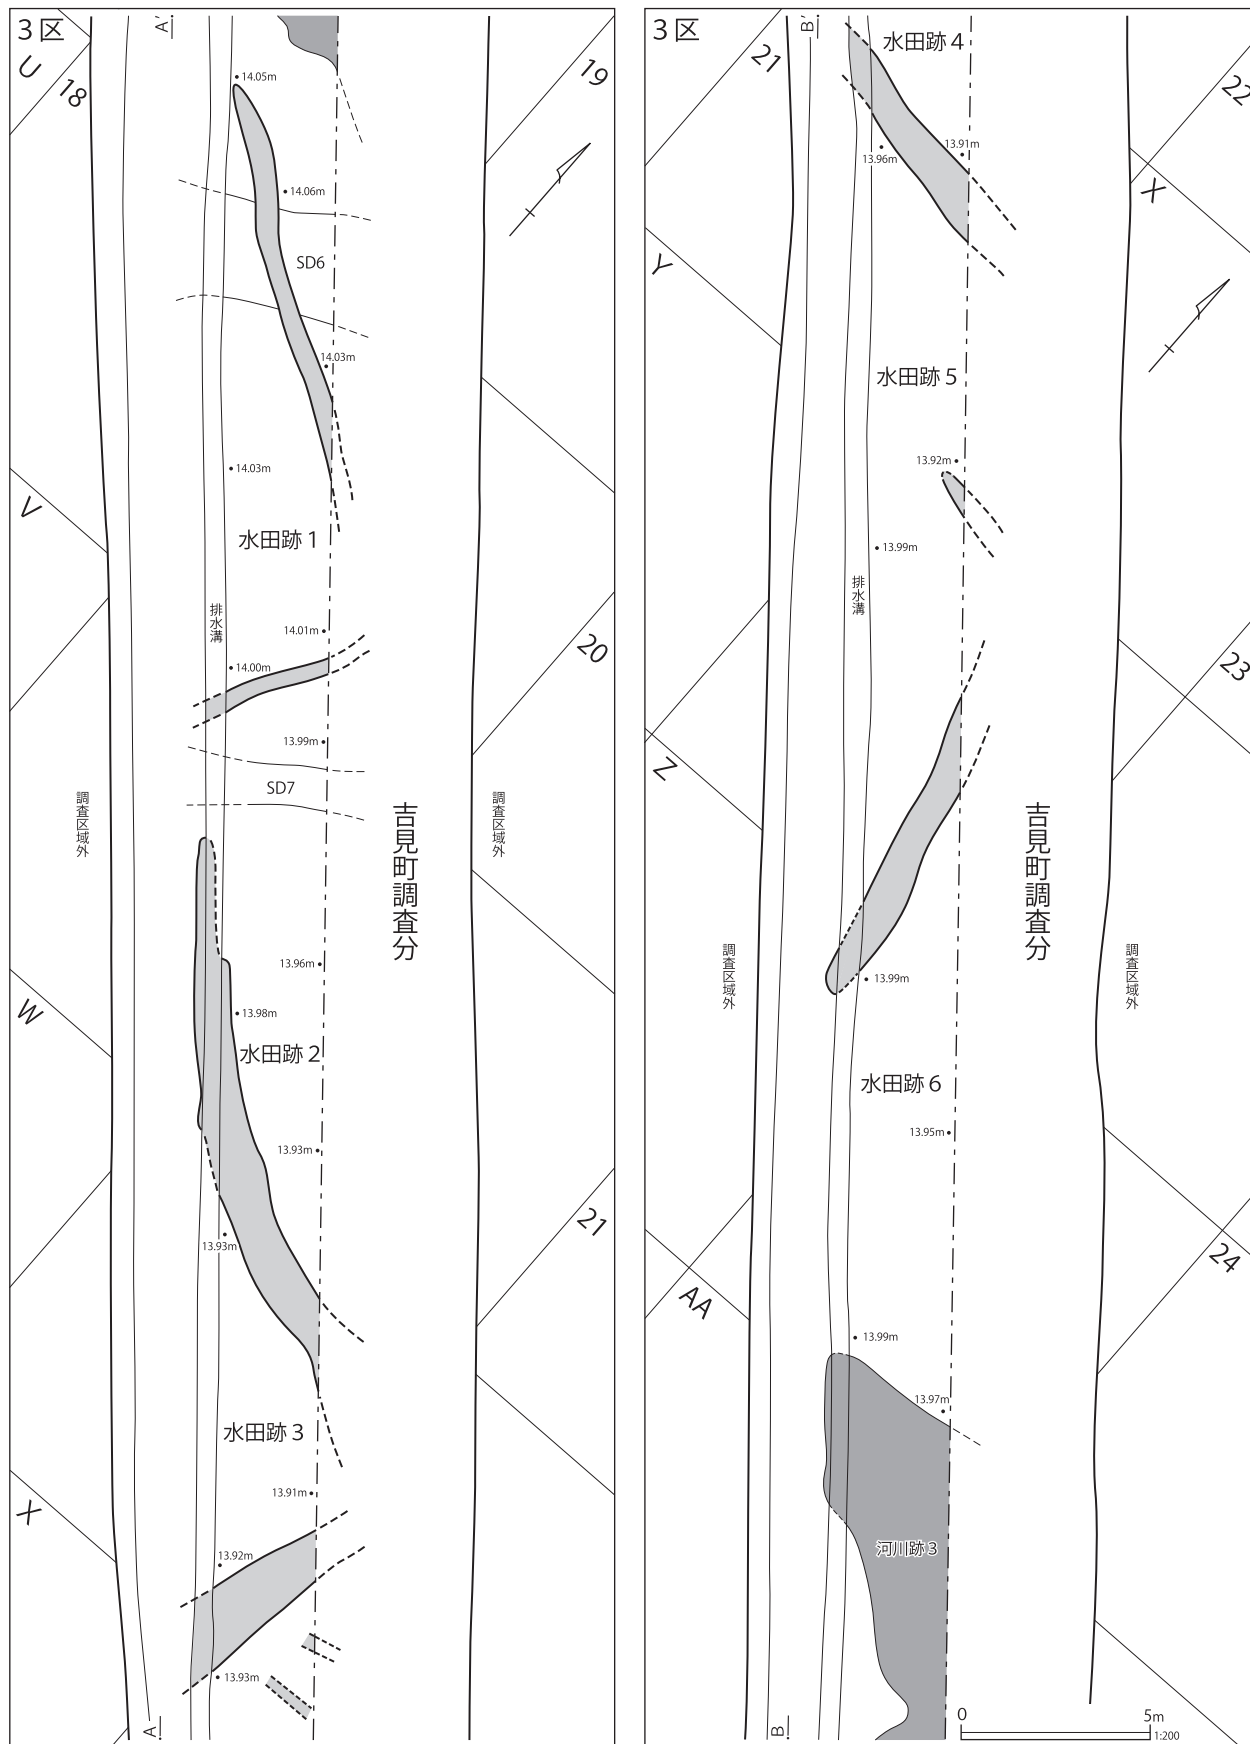 3区
U
18
A'
14.05m
19
14.06m
SD6
14.03m
14.03m
V
水田跡1
排水溝
14.01m
14.00m
20
13.99m
SD7
調査区域外
吉見町調査分
調査区域外
13.96m
13.98m
W
水田跡2
13.93m
13.93m
21
水田跡3
13.91m
X
13.92m
13.93m
A
3区
21
B'
水田跡4
22
13.91m
13.96m
X
Y
水田跡5
13.92m
13.99m
排水溝
23
Z
吉見町調査分
調査区域外
調査区域外
13.99m
水田跡6
13.95m
24
AA
13.99m
13.97m
河川跡3
B
0
5m
1:200